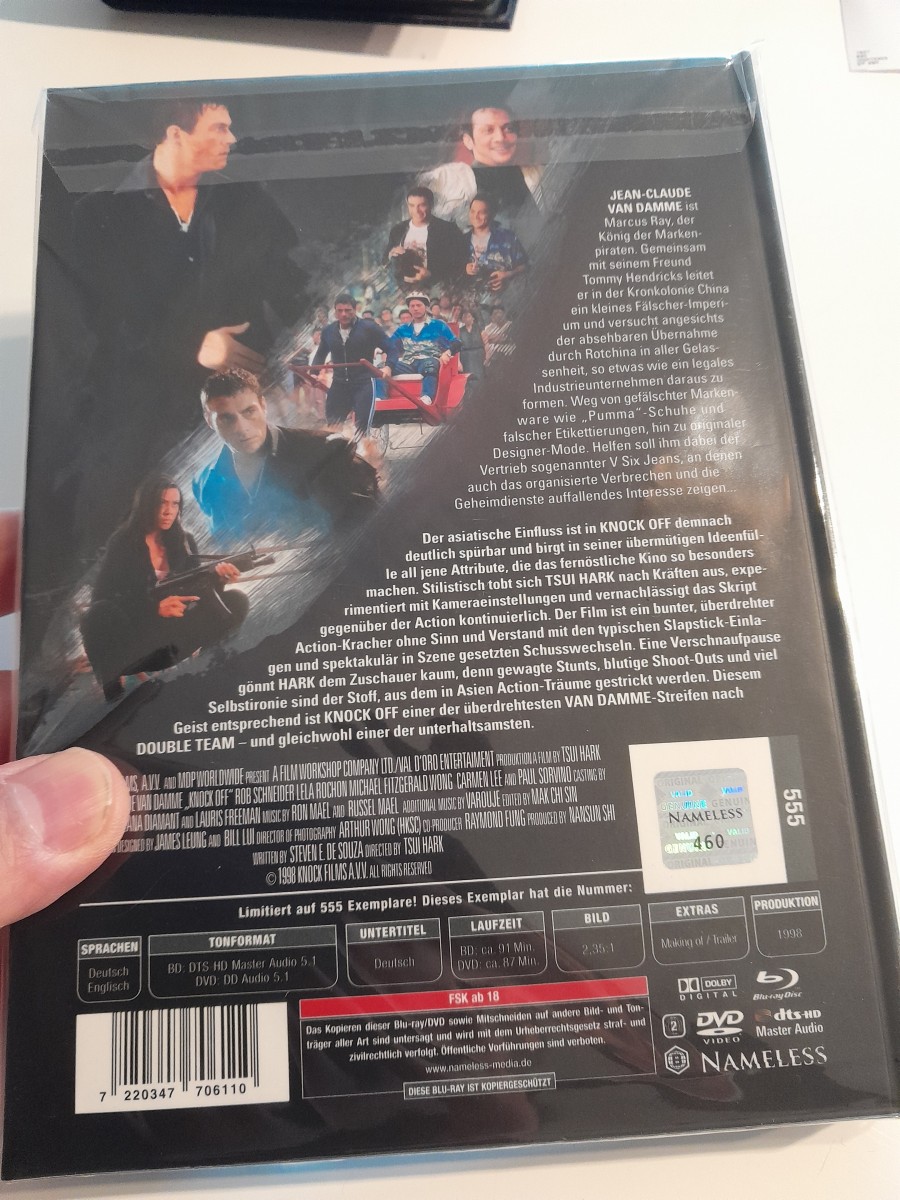 JEAN-CLAUDE
VAN DAMME ist
Marcus Ray, der
König der Marken-
piraten. Gemeinsam
mit seinem Freund
Tommy Hendricks leitet
er in der Kronkolonie China
ein kleines Fälscher-Imperi-
um und versucht angesichts
der absehbaren Übernahme
durch Rotchina in aller Gelas-
senheit, so etwas wie ein legales
Industrieunternehmen daraus zu
formen. Weg von gefälschter Marken-
ware wie „Pumma“-Schuhe und
falscher Etikettierungen, hin zu originaler
Designer-Mode. Helfen soll ihm dabei der
Vertrieb sogenannter V Six Jeans, an denen
auch das organisierte Verbrechen und die
Geheimdienste auffallendes Interesse zeigen...
Der asiatische Einfluss ist in KNOCK OFF demnach
deutlich spürbar und birgt in seiner übermütigen Ideenfül-
le all jene Attribute, die das fernöstliche Kino so besonders
machen. Stilistisch tobt sich TSUI HARK nach Kräften aus, expe-
rimentiert mit Kameraeinstellungen und vernachlässigt das Skript
gegenüber der Action kontinuierlich. Der Film ist ein bunter, überdrehter
Action-Kracher ohne Sinn und Verstand mit den typischen Slapstick-Einla-
gen und spektakulär in Szene gesetzten Schusswechseln. Eine Verschnaufpause
gönnt HARK dem Zuschauer kaum, denn gewagte Stunts, blutige Shoot-Outs und viel
Selbstironie sind der Stoff, aus dem in Asien Action-Träume gestrickt werden. Diesem
Geist entsprechend ist KNOCK OFF einer der überdrehtesten VAN DAMME-Streifen nach
DOUBLE TEAM – und gleichwohl einer der unterhaltsamsten.
MS, A.V.V. AND MOP WORLDWIDE PRESENT A FILM WORKSHOP COMPANY LTD./VAL D'ORO ENTERTAIMENT PRODUCTION A FILM BY TSUI HARK
VAN DAMME „KNOCK OFF“ ROB SCHNEIDER LELA ROCHON MICHAEL FITZGERALD WONG CARMEN LEE AND PAUL SORVINO CASTING BY
DIAMANT AND LAURIS FREEMAN MUSIC BY RON MAEL AND RUSSEL MAEL ADDITIONAL MUSIC BY VAROUJE EDITED BY MAK CHI SIN
DESIGNED BY JAMES LEUNG AND BILL LUI DIRECTOR OF PHOTOGRAPHY ARTHUR WONG (HKSC) CO-PRODUCER RAYMOND FUNG PRODUCED BY NANSUN SHI
WRITTEN BY STEVEN E. DE SOUZA DIRECTED BY TSUI HARK
© 1998 KNOCK FILMS A.V.V. ALL RIGHTS RESERVED
ORIGINAL
VALID
GENUIN
NAMELESS
VALID
460
ORIGINAL
555
Limitiert auf 555 Exemplare! Dieses Exemplar hat die Nummer:
SPRACHEN
Deutsch
Englisch
TONFORMAT
BD: DTS-HD Master Audio 5.1
DVD: DD Audio 5.1
UNTERTITEL
Deutsch
LAUFZEIT
BD: ca. 91 Min.
DVD: ca. 87 Min.
BILD
2,35:1
EXTRAS
Making of / Trailer
PRODUKTION
1998
FSK ab 18
Das Kopieren dieser Blu-ray/DVD sowie Mitschneiden auf andere Bild- und Ton-
träger aller Art sind untersagt und wird mit dem Urheberrechtsgesetz straf- und
zivilrechtlich verfolgt. Öffentliche Vorführungen sind verboten.
www.nameless-media.de
DIESE BLU-RAY IST KOPIERGESCHÜTZT
7 220347 706110
DOLBY
DIGITAL
Blu-ray Disc
2
DVD
VIDEO
dts-HD
Master Audio
NAMELESS